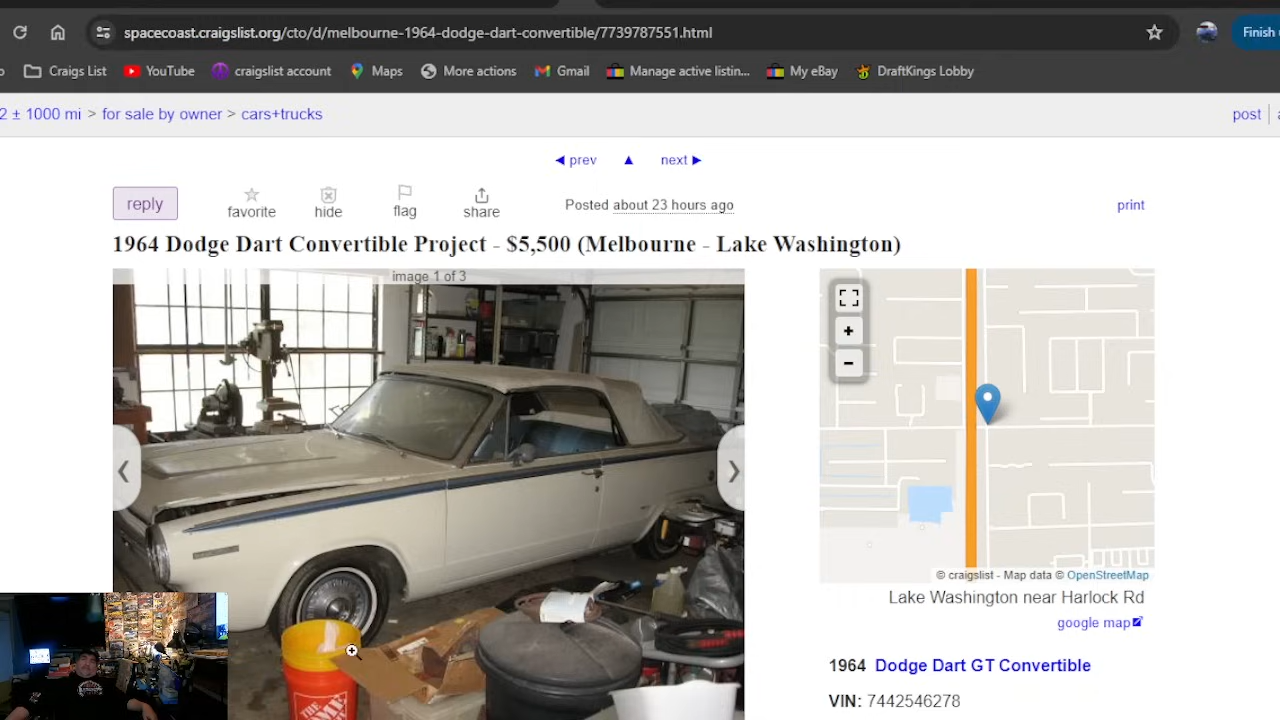 spacecoast.craigslist.org/cto/d/melbourne-1964-dodge-dart-convertible/7739787551.html
Finish
Craigs List
YouTube
craigslist account
Maps
More actions
Gmail
Manage active listin...
My eBay
DraftKings Lobby
2 ± 1000 mi > for sale by owner > cars+trucks
post
◀ prev ▲ next ▶
reply
favorite
hide
flag
share
Posted about 23 hours ago
print
1964 Dodge Dart Convertible Project - $5,500 (Melbourne - Lake Washington)
image 1 of 3
+
−
© craigslist - Map data © OpenStreetMap
Lake Washington near Harlock Rd
google map
1964 Dodge Dart GT Convertible
VIN: 7442546278
THE